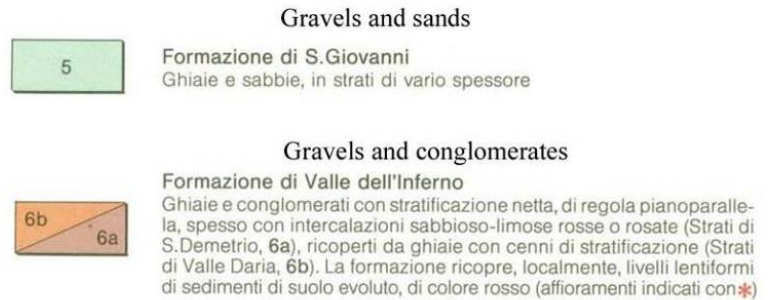 Gravels and sands
5
Formazione di S.Giovanni
Ghiaie e sabbie, in strati di vario spessore
Gravels and conglomerates
6b
6a
Formazione di Valle dell'Inferno
Ghiaie e conglomerati con stratificazione netta, di regola pianoparalle-
la, spesso con intercalazioni sabbioso-limose rosse o rosate (Strati di
S.Demetrio, 6a), ricoperti da ghiaie con cenni di stratificazione (Strati
di Valle Daria, 6b). La formazione ricopre, localmente, livelli lentiformi
di sedimenti di suolo evoluto, di colore rosso (affioramenti indicati con*)